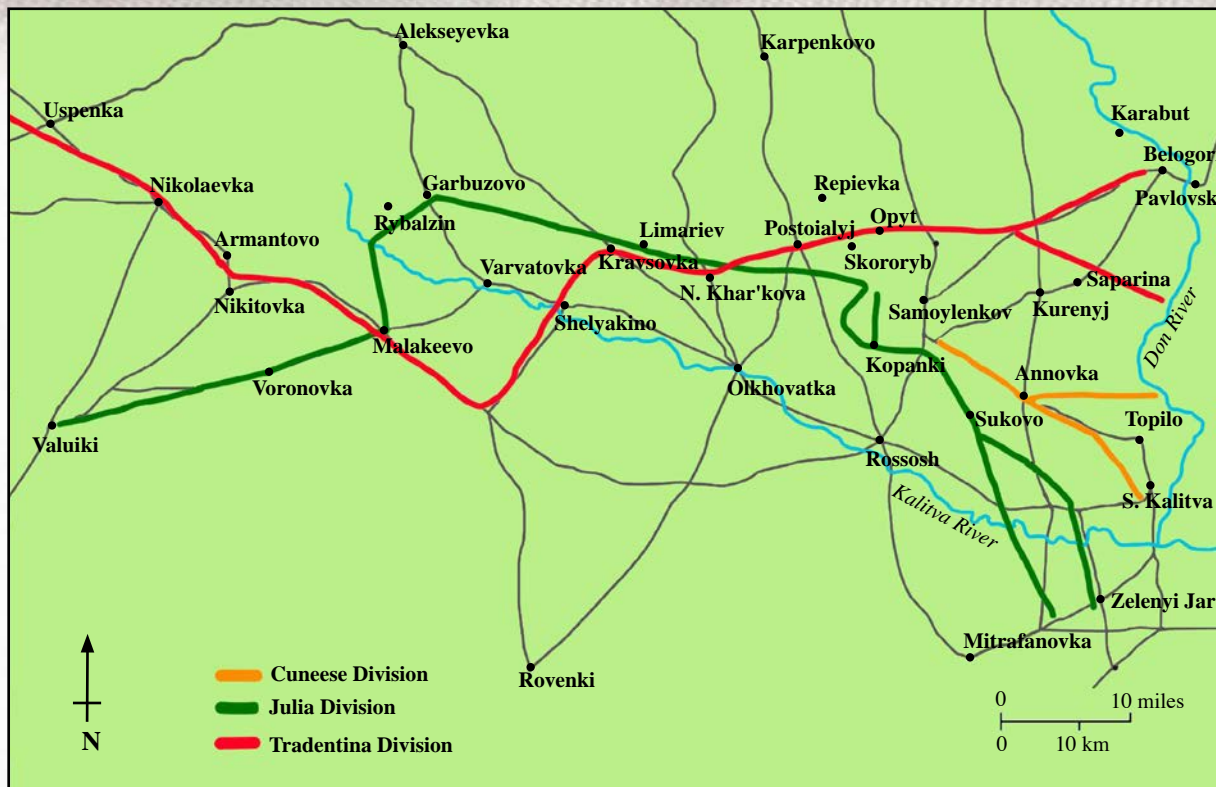 Alekseyevka
Karpenkovo
Uspenka
Karabut
Belogor
Nikolaevka
Garbuzovo
Repievka
Pavlovsk
Rybalzin
Armantovo
Limariev
Postoialyj
Opyt
Varvatovka
Kravsovka
Skororyb
Saparina
Nikitovka
N. Khar'kova
Samoylenkov
Kurenyj
Shelyakino
Malakeevo
Don River
Kopanki
Voronovka
Olkhovatka
Annovka
Sukovo
Topilo
Valuiki
Rossosh
S. Kalitva
Kalitva River
Zelenyi Jar
Mitrafanovka
Rovenki
Cuneese Division
Julia Division
Tradentina Division
N
0 10 miles
0 10 km